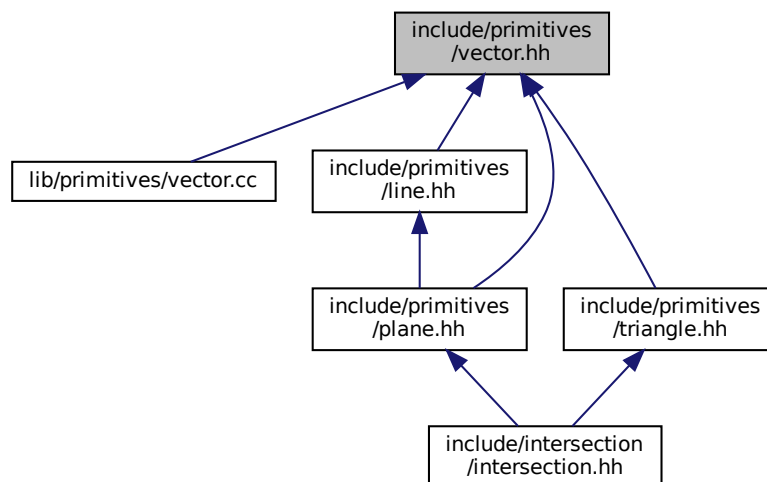 include/primitives
/vector.hh
lib/primitives/vector.cc
include/primitives
/line.hh
include/primitives
/plane.hh
include/primitives
/triangle.hh
include/intersection
/intersection.hh